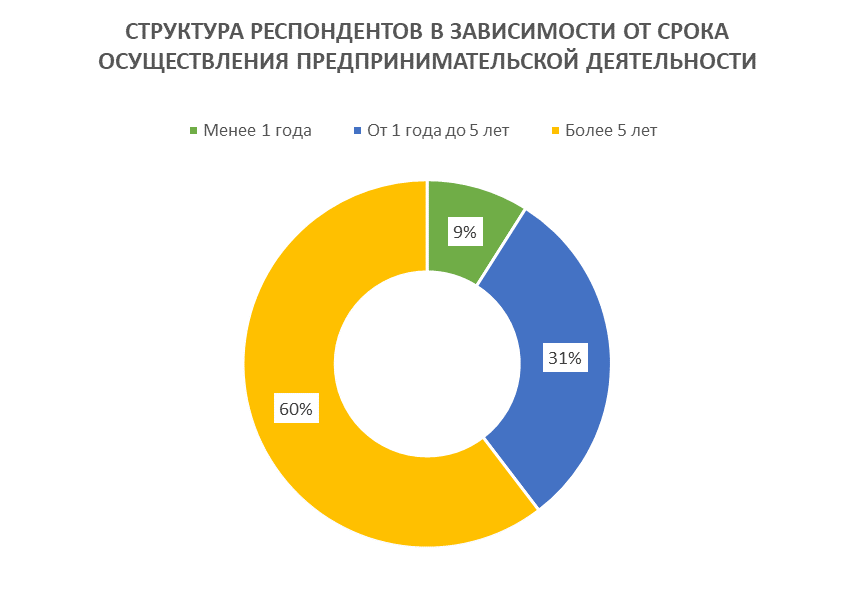 СТРУКТУРА РЕСПОНДЕНТОВ В ЗАВИСИМОСТИ ОТ СРОКА
ОСУЩЕСТВЛЕНИЯ ПРЕДПРИНИМАТЕЛЬСКОЙ ДЕЯТЕЛЬНОСТИ
Менее 1 года От 1 года до 5 лет Более 5 лет
9%
31%
60%